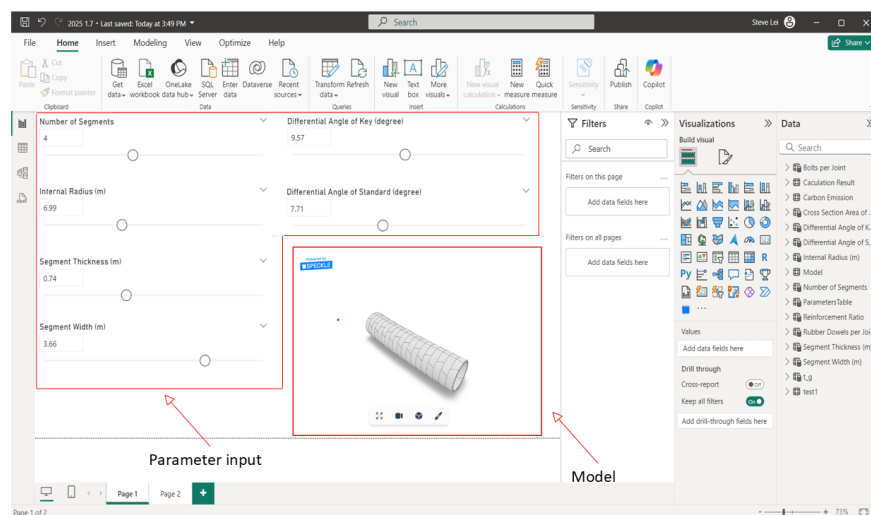 2025 1.7 • Last saved: Today at 3:49 PM
Search
Steve Lei
File Home Insert Modeling View Optimize Help
Share
Paste
Cut
Copy
Format painter
Clipboard
Get data
Excel workbook
OneLake data hub
SQL Server
Enter data
Dataverse
Recent sources
Data
Transform data
Refresh
Queries
New visual
Text box
More visuals
Insert
New visual calculation
New measure
Quick measure
Calculations
Sensitivity
Sensitivity
Publish
Share
Copilot
Copilot
Number of Segments
4
Differential Angle of Key (degree)
9.57
Internal Radius (m)
6.99
Differential Angle of Standard (degree)
7.71
Segment Thickness (m)
0.74
Segment Width (m)
3.66
Powered by
SPECKLE
Parameter input
Model
Filters
Search
Filters on this page
...
Add data fields here
Filters on all pages
...
Add data fields here
Visualizations
Build visual
R
Py
...
Values
Add data fields here
Drill through
Cross-report
Off
Keep all filters
On
Add drill-through fields here
Data
Search
Bolts per Joint
Caculation Result
Carbon Emission
Cross Section Area of ...
Differential Angle of K...
Differential Angle of S...
Internal Radius (m)
Model
Number of Segments
ParametersTable
Reinforcement Ratio
Rubber Dowels per Joi...
Segment Thickness (m)
Segment Width (m)
t_g
test1
Page 1
Page 2
+
Page 1 of 2
- + 73%